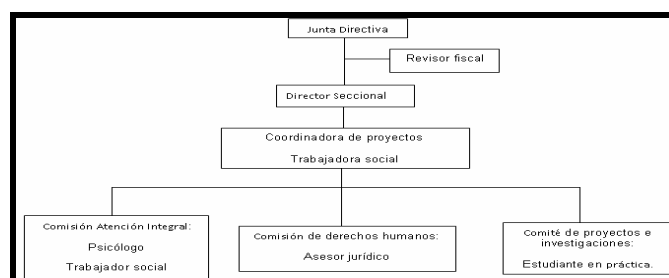 Junta Directiva
Revisor fiscal
Director Seccional
Coordinadora de proyectos
Trabajadora social
Comisión Atención Integral:
Psicólogo
Trabajador social
Comisión de derechos humanos:
Asesor jurídico
Comité de proyectos e
investigaciones:
Estudiante en práctica.